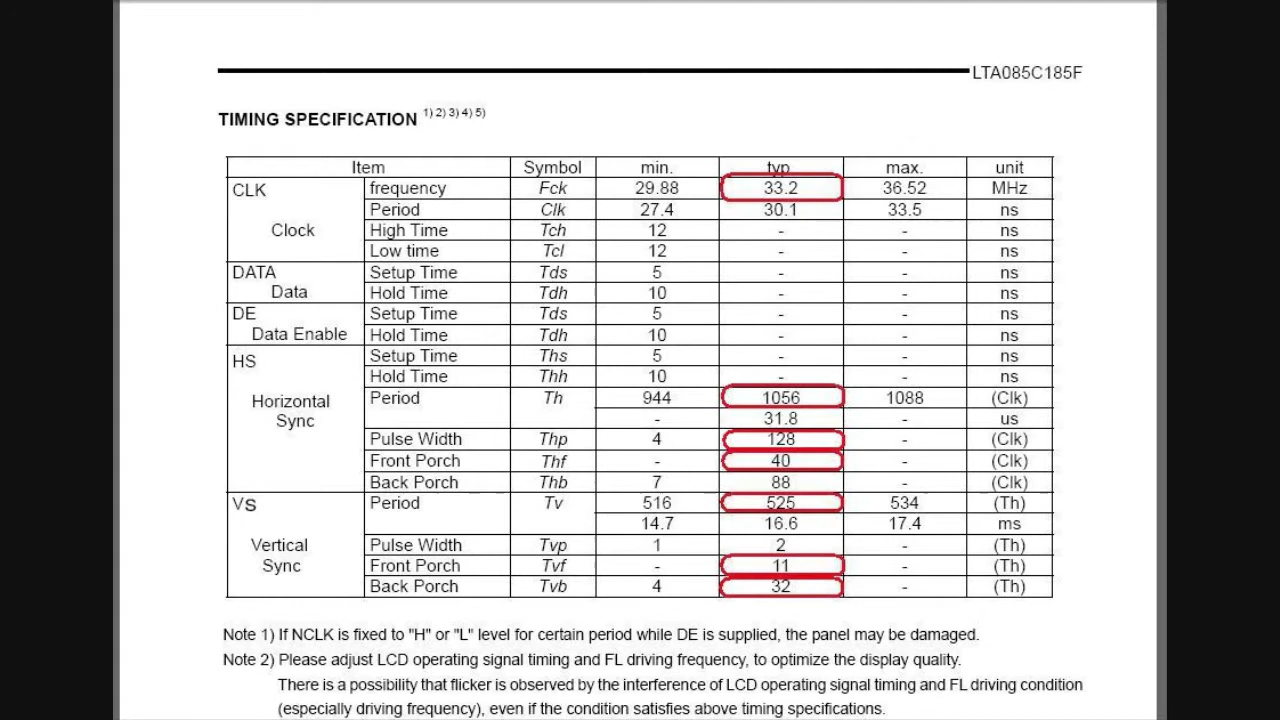 LTA085C185F
TIMING SPECIFICATION 1) 2) 3) 4) 5)
Item Symbol min. typ. max. unit
CLK frequency Fck 29.88 33.2 36.52 MHz
Period Clk 27.4 30.1 33.5 ns
Clock High Time Tch 12 - - ns
Low time Tcl 12 - - ns
DATA Setup Time Tds 5 - - ns
Data Hold Time Tdh 10 - - ns
DE Setup Time Tds 5 - - ns
Data Enable Hold Time Tdh 10 - - ns
HS Setup Time Ths 5 - - ns
Hold Time Thh 10 - - ns
Horizontal Period Th 944 1056 1088 (Clk)
Sync - 31.8 - us
Pulse Width Thp 4 128 - (Clk)
Front Porch Thf - 40 - (Clk)
Back Porch Thb 7 88 - (Clk)
VS Period Tv 516 525 534 (Th)
14.7 16.6 17.4 ms
Vertical Pulse Width Tvp 1 2 - (Th)
Sync Front Porch Tvf - 11 - (Th)
Back Porch Tvb 4 32 - (Th)
Note 1) If NCLK is fixed to "H" or "L" level for certain period while DE is supplied, the panel may be damaged.
Note 2) Please adjust LCD operating signal timing and FL driving frequency, to optimize the display quality.
There is a possibility that flicker is observed by the interference of LCD operating signal timing and FL driving condition
(especially driving frequency), even if the condition satisfies above timing specifications.